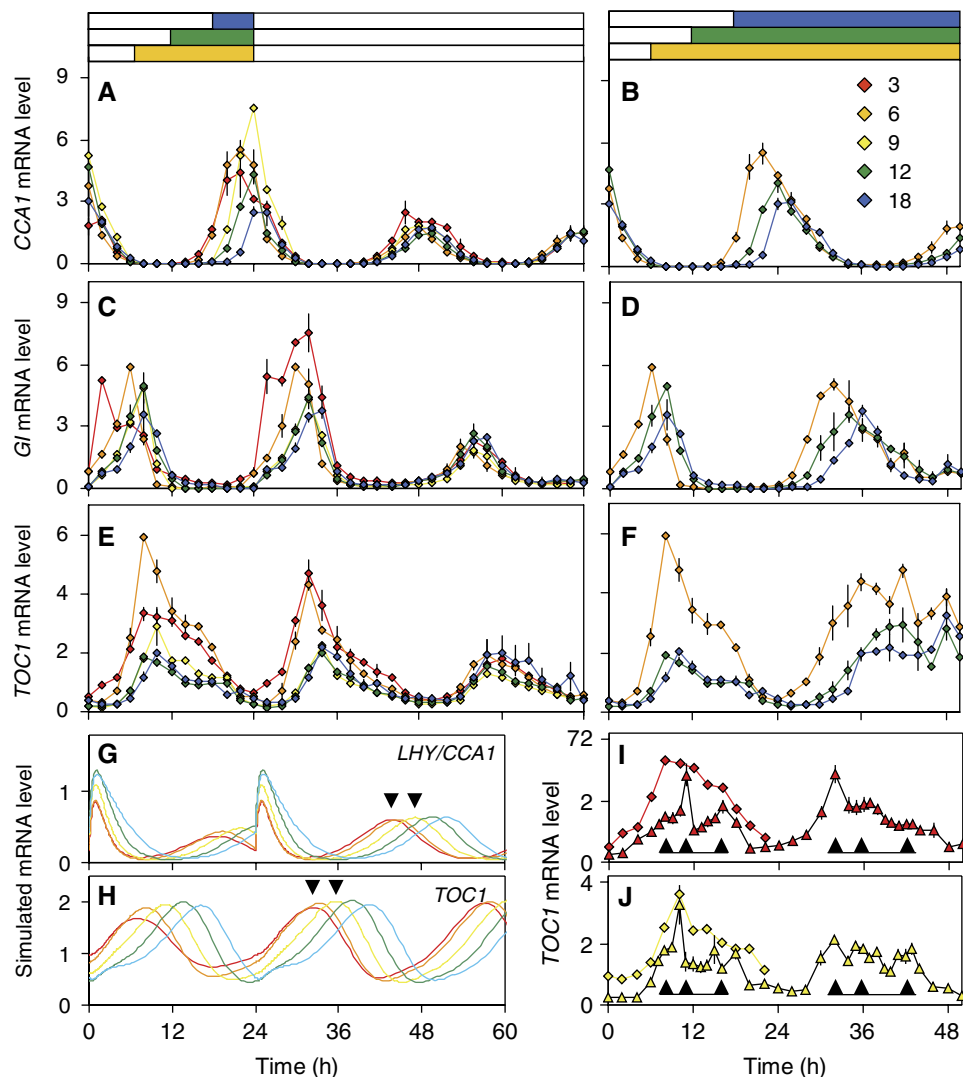 A
B
9
6
3
0
CCA1 mRNA level
3
6
9
12
18
C
D
9
6
3
0
GI mRNA level
E
F
6
4
2
0
TOC1 mRNA level
G
LHY/CCA1
1
0
H
TOC1
2
1
0
Simulated mRNA level
0 12 24 36 48 60
Time (h)
I
72
2
0
J
4
2
0
TOC1 mRNA level
0 12 24 36 48
Time (h)